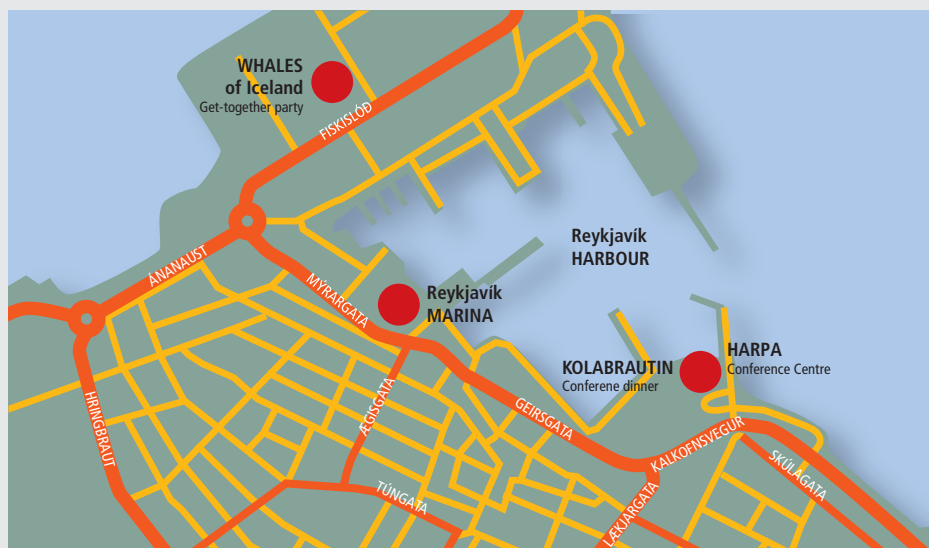 WHALES
of Iceland
Get-together party
FISKISLÓÐ
Reykjavík
HARBOUR
ÁNANAUST
MÝRARGATA
Reykjavík
MARINA
HARPA
Conference Centre
KOLABRAUTIN
Conferene dinner
HRINGBRAUT
ÆGISGATA
GEIRSGATA
KALKOFNSVEGUR
SKÚLAGATA
TÚNGATA
LÆKJARGATA